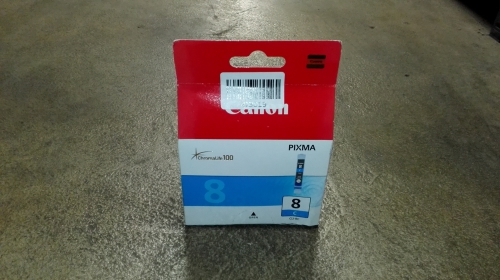 Canon
PIXMA
ChromaLife100
8
8
C